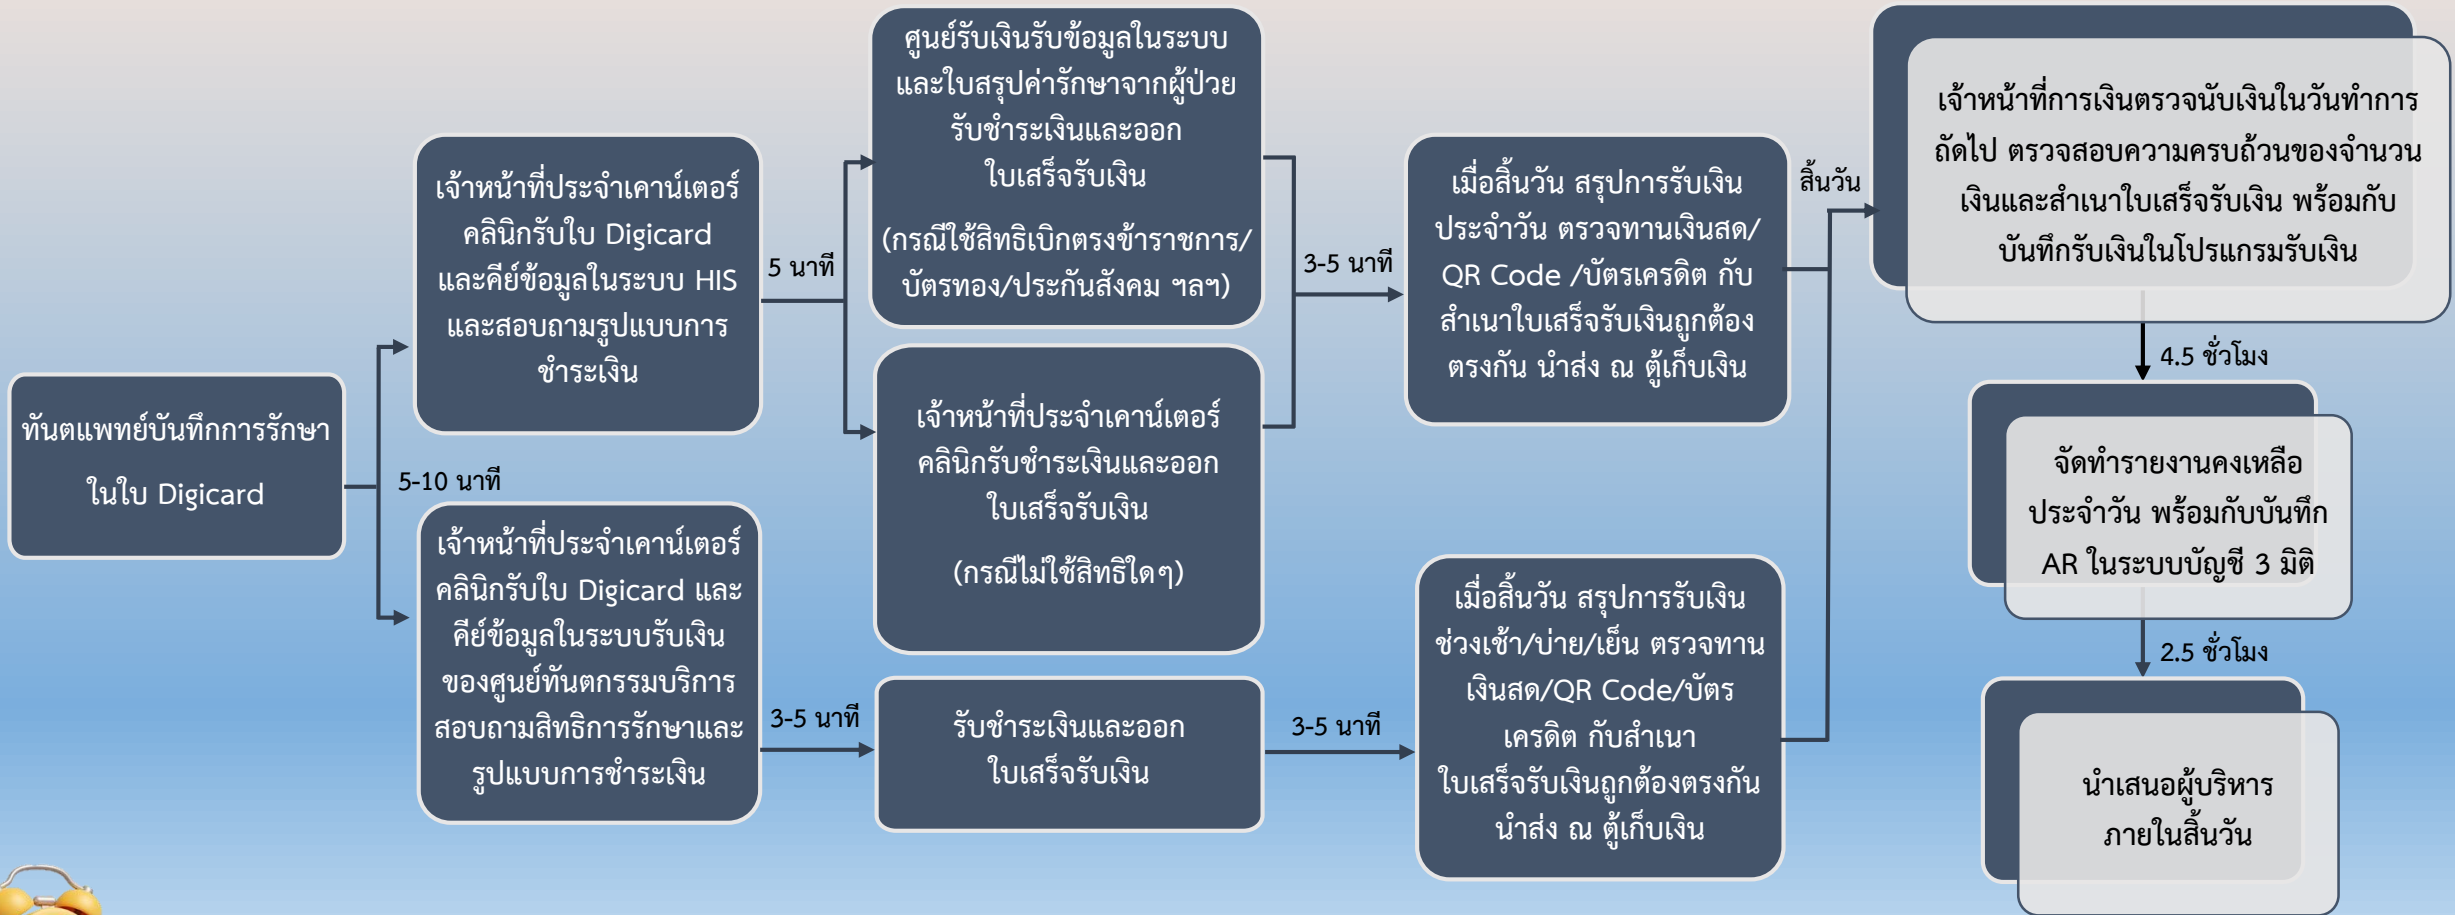 ทันตแพทย์บันทึกการรักษา
ในใบ Digicard
5-10 นาที
เจ้าหน้าที่ประจำเคาน์เตอร์
คลินิกรับใบ Digicard
และคีย์ข้อมูลในระบบ HIS
และสอบถามรูปแบบการ
ชำระเงิน
5 นาที
ศูนย์รับเงินรับข้อมูลในระบบ
และใบสรุปค่ารักษาจากผู้ป่วย
รับชำระเงินและออก
ใบเสร็จรับเงิน
(กรณีใช้สิทธิเบิกตรงข้าราชการ/
บัตรทอง/ประกันสังคม ฯลฯ)
เจ้าหน้าที่ประจำเคาน์เตอร์
คลินิกรับชำระเงินและออก
ใบเสร็จรับเงิน
(กรณีไม่ใช้สิทธิใดๆ)
3-5 นาที
เมื่อสิ้นวัน สรุปการรับเงิน
ประจำวัน ตรวจทานเงินสด/
QR Code /บัตรเครดิต กับ
สำเนาใบเสร็จรับเงินถูกต้อง
ตรงกัน นำส่ง ณ ตู้เก็บเงิน
เจ้าหน้าที่ประจำเคาน์เตอร์
คลินิกรับใบ Digicard และ
คีย์ข้อมูลในระบบรับเงิน
ของศูนย์ทันตกรรมบริการ
สอบถามสิทธิการรักษาและ
รูปแบบการชำระเงิน
3-5 นาที
รับชำระเงินและออก
ใบเสร็จรับเงิน
3-5 นาที
เมื่อสิ้นวัน สรุปการรับเงิน
ช่วงเช้า/บ่าย/เย็น ตรวจทาน
เงินสด/QR Code/บัตร
เครดิต กับสำเนา
ใบเสร็จรับเงินถูกต้องตรงกัน
นำส่ง ณ ตู้เก็บเงิน
สิ้นวัน
เจ้าหน้าที่การเงินตรวจนับเงินในวันทำการ
ถัดไป ตรวจสอบความครบถ้วนของจำนวน
เงินและสำเนาใบเสร็จรับเงิน พร้อมกับ
บันทึกรับเงินในโปรแกรมรับเงิน
4.5 ชั่วโมง
จัดทำรายงานคงเหลือ
ประจำวัน พร้อมกับบันทึก
AR ในระบบบัญชี 3 มิติ
2.5 ชั่วโมง
นำเสนอผู้บริหาร
ภายในสิ้นวัน